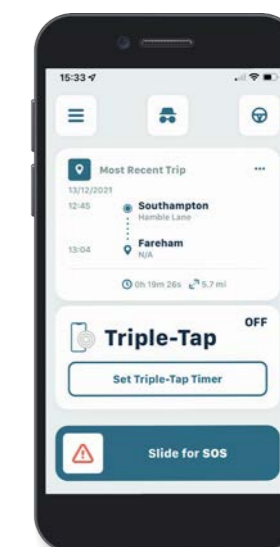 15:33
Most Recent Trip
13/12/2021
12:45 Southampton
Hamble Lane
13:04 Fareham
N/A
0h 19m 26s 5.7 mi
OFF
Triple-Tap
Set Triple-Tap Timer
Slide for SOS